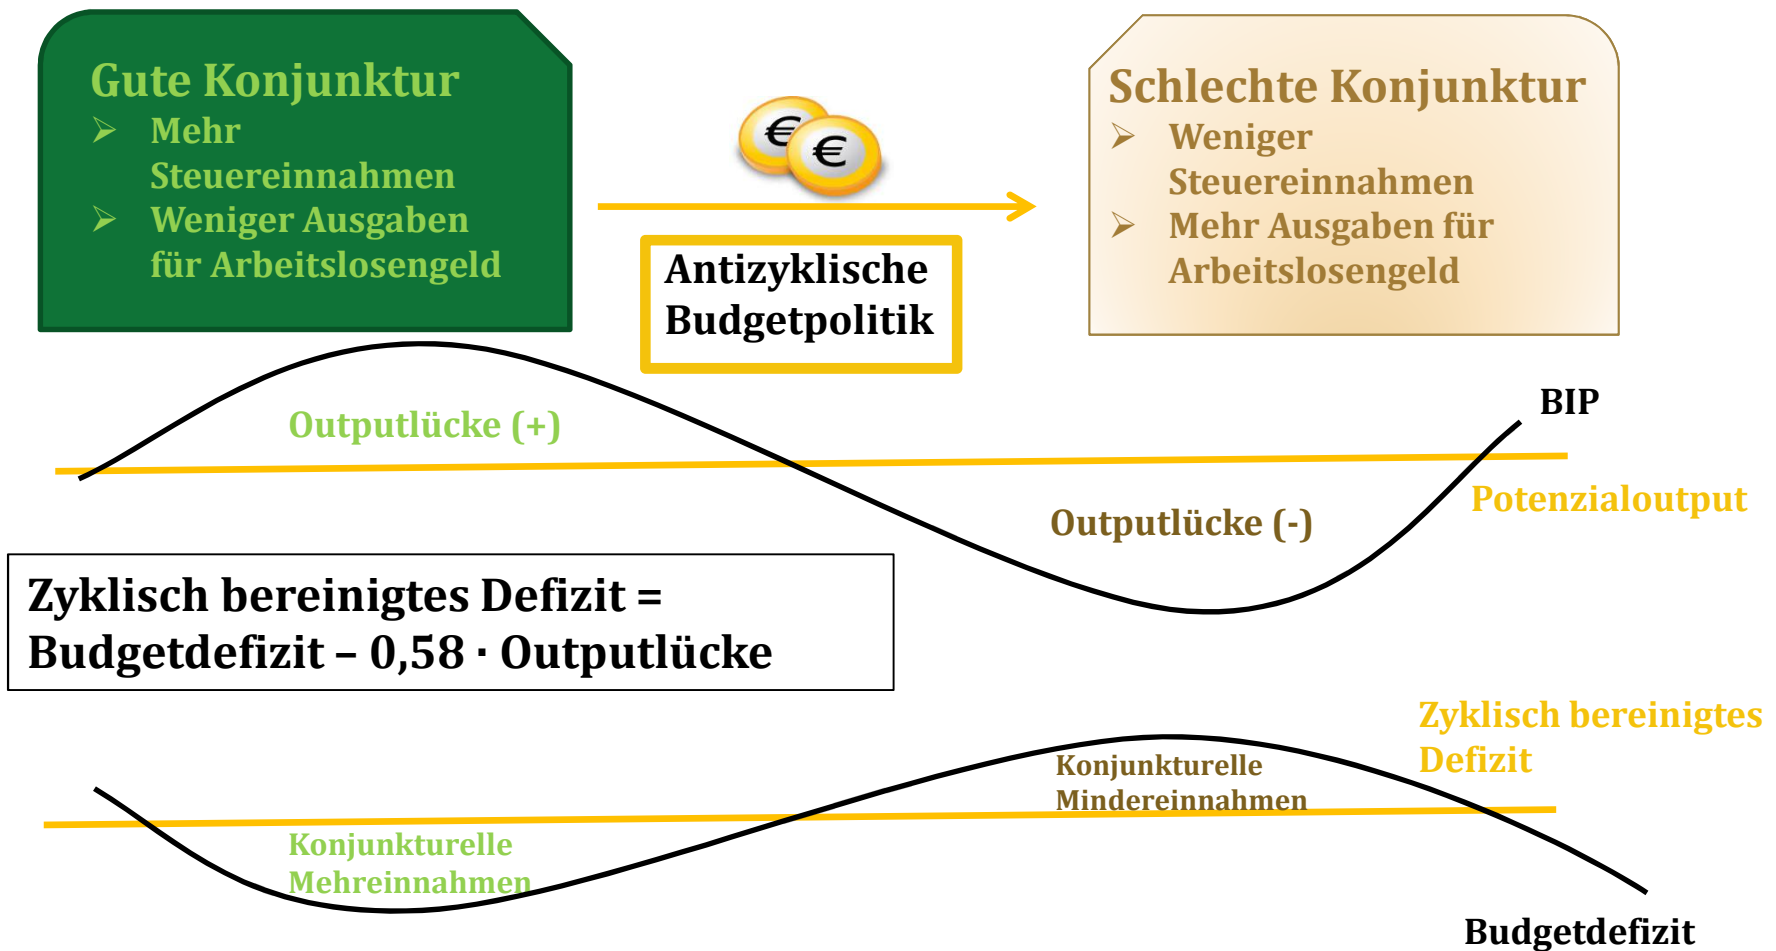 Gute Konjunktur
➢ Mehr
Steuereinnahmen
➢ Weniger Ausgaben
für Arbeitslosengeld
€
€
Antizyklische
Budgetpolitik
Schlechte Konjunktur
➢ Weniger
Steuereinnahmen
➢ Mehr Ausgaben für
Arbeitslosengeld
BIP
Outputlücke (+)
Potenzialoutput
Outputlücke (-)
Zyklisch bereinigtes Defizit =
Budgetdefizit – 0,58 · Outputlücke
Zyklisch bereinigtes
Defizit
Konjunkturelle
Mindereinnahmen
Konjunkturelle
Mehreinnahmen
Budgetdefizit